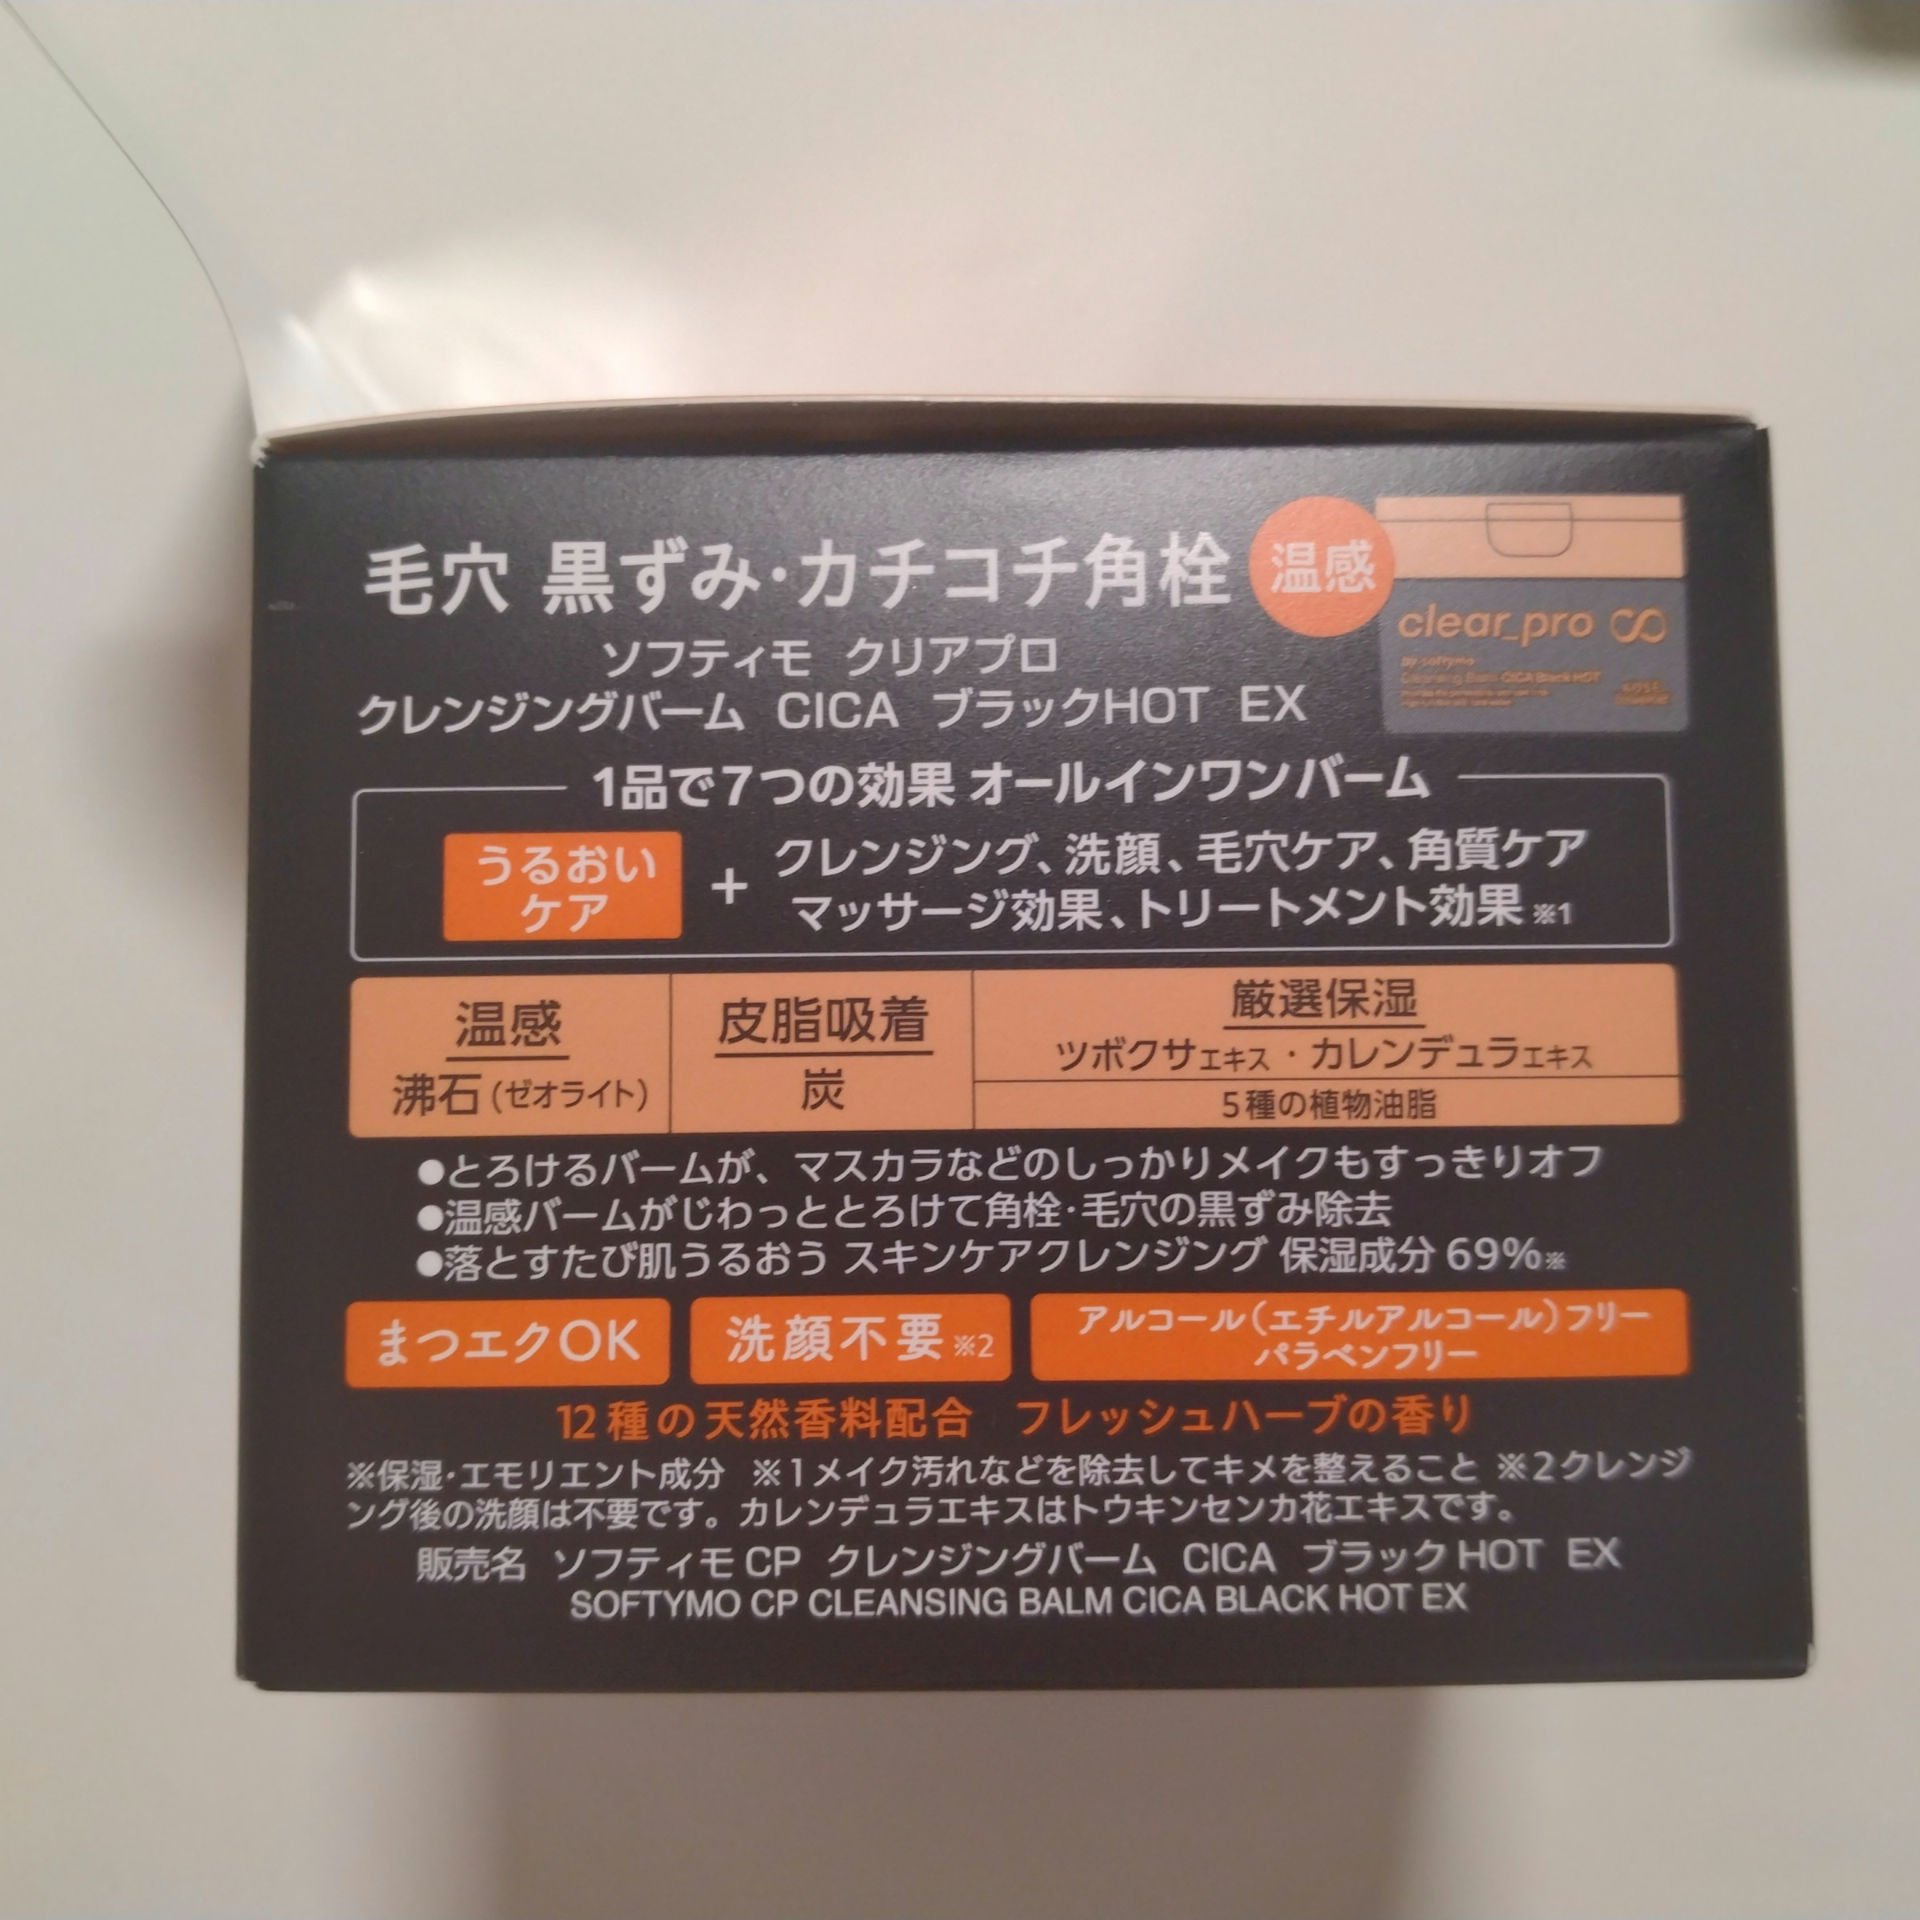 毛穴 黒ずみ・カチコチ角栓
温感
clear_pro
by softymo
Cleansing Balm CICA Black HOT
ソフティモ クリアプロ
クレンジングバーム CICA ブラックHOT EX
1品で7つの効果 オールインワンバーム
うるおい
ケア
+
クレンジング、洗顔、毛穴ケア、角質ケア
マッサージ効果、トリートメント効果※1
温感
沸石(ゼオライト)
皮脂吸着
炭
厳選保湿
ツボクサエキス・カレンデュラエキス
5種の植物油脂
●とろけるバームが、マスカラなどのしっかりメイクもすっきりオフ
●温感バームがじわっととろけて角栓・毛穴の黒ずみ除去
●落とすたび肌うるおう スキンケアクレンジング 保湿成分69%※
まつエクOK
洗顔不要※2
アルコール(エチルアルコール)フリー
パラベンフリー
12種の天然香料配合 フレッシュハーブの香り
※保湿・エモリエント成分 ※1メイク汚れなどを除去してキメを整えること ※2クレンジ
ング後の洗顔は不要です。カレンデュラエキスはトウキンセンカ花エキスです。
販売名 ソフティモCP クレンジングバーム CICA ブラックHOT EX
SOFTYMO CP CLEANSING BALM CICA BLACK HOT EX